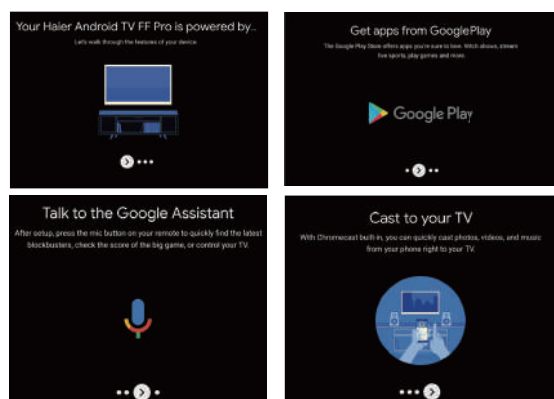 Your Haier Android TV FF Pro is powered by..
Let's walk through the features of your device.
Get apps from GooglePlay
The Google Play Store offers apps you're sure to love. Witch shows, stream
live sports, play games and more.
Google Play
Talk to the Google Assistant
After setup, press the mic button on your remote to quickly find the latest
blockbusters, check the score of the big game, or control your TV.
Cast to your TV
With Chromecast built-in, you can quickly cast photos, videos, and music
from your phone right to your TV.